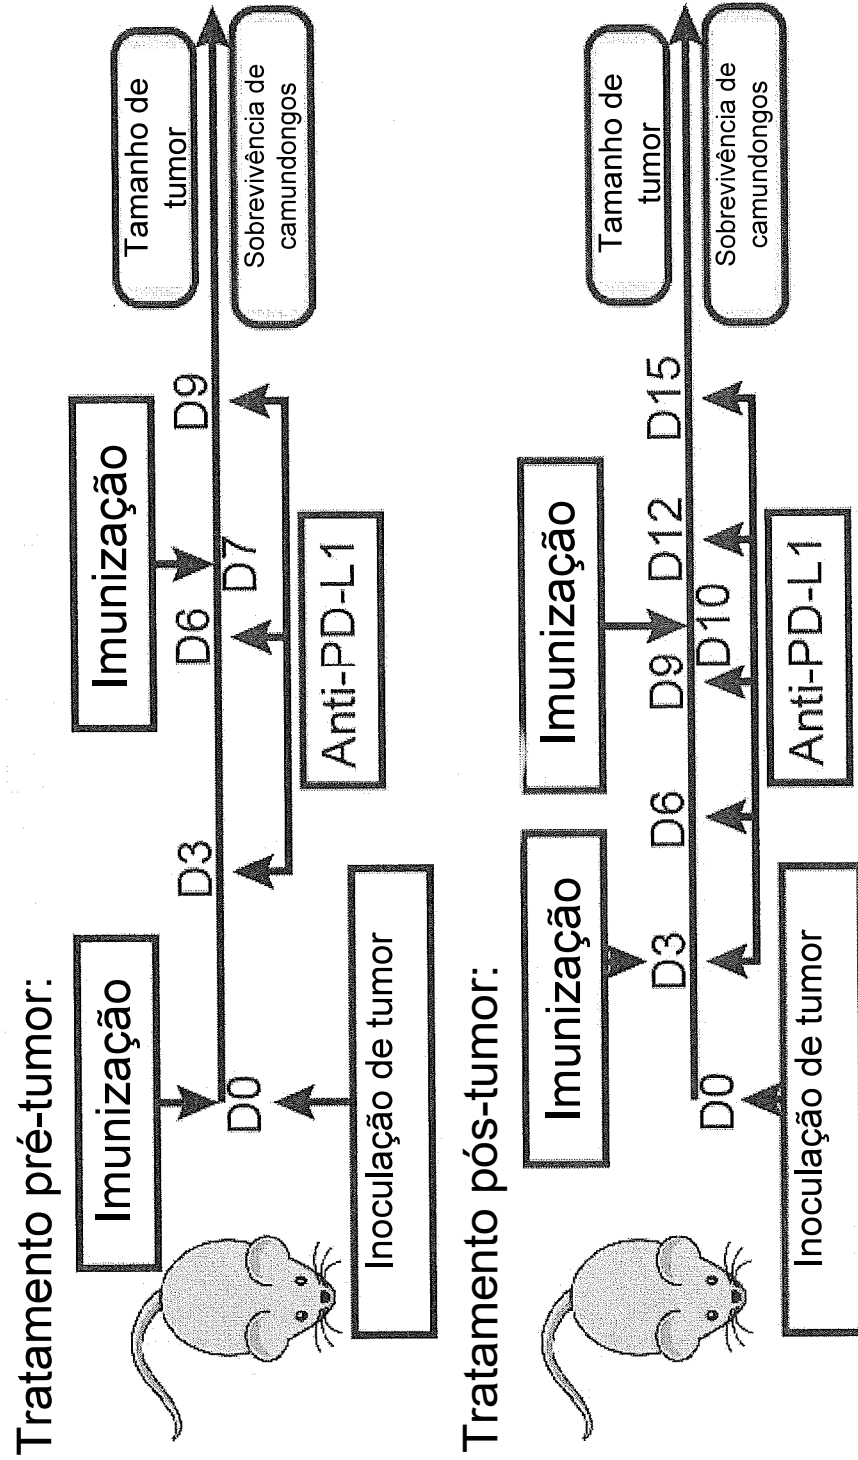 Tratamento pré-tumor:
Imunização
Imunização
D0
D3
D6
D7
D9
Inoculação de tumor
Anti-PD-L1
Tamanho de
tumor
Sobrevivência de
camundongos
Tratamento pós-tumor:
Imunização
Imunização
D0
D3
D6
D9
D10
D12
D15
Inoculação de tumor
Anti-PD-L1
Tamanho de
tumor
Sobrevivência de
camundongos